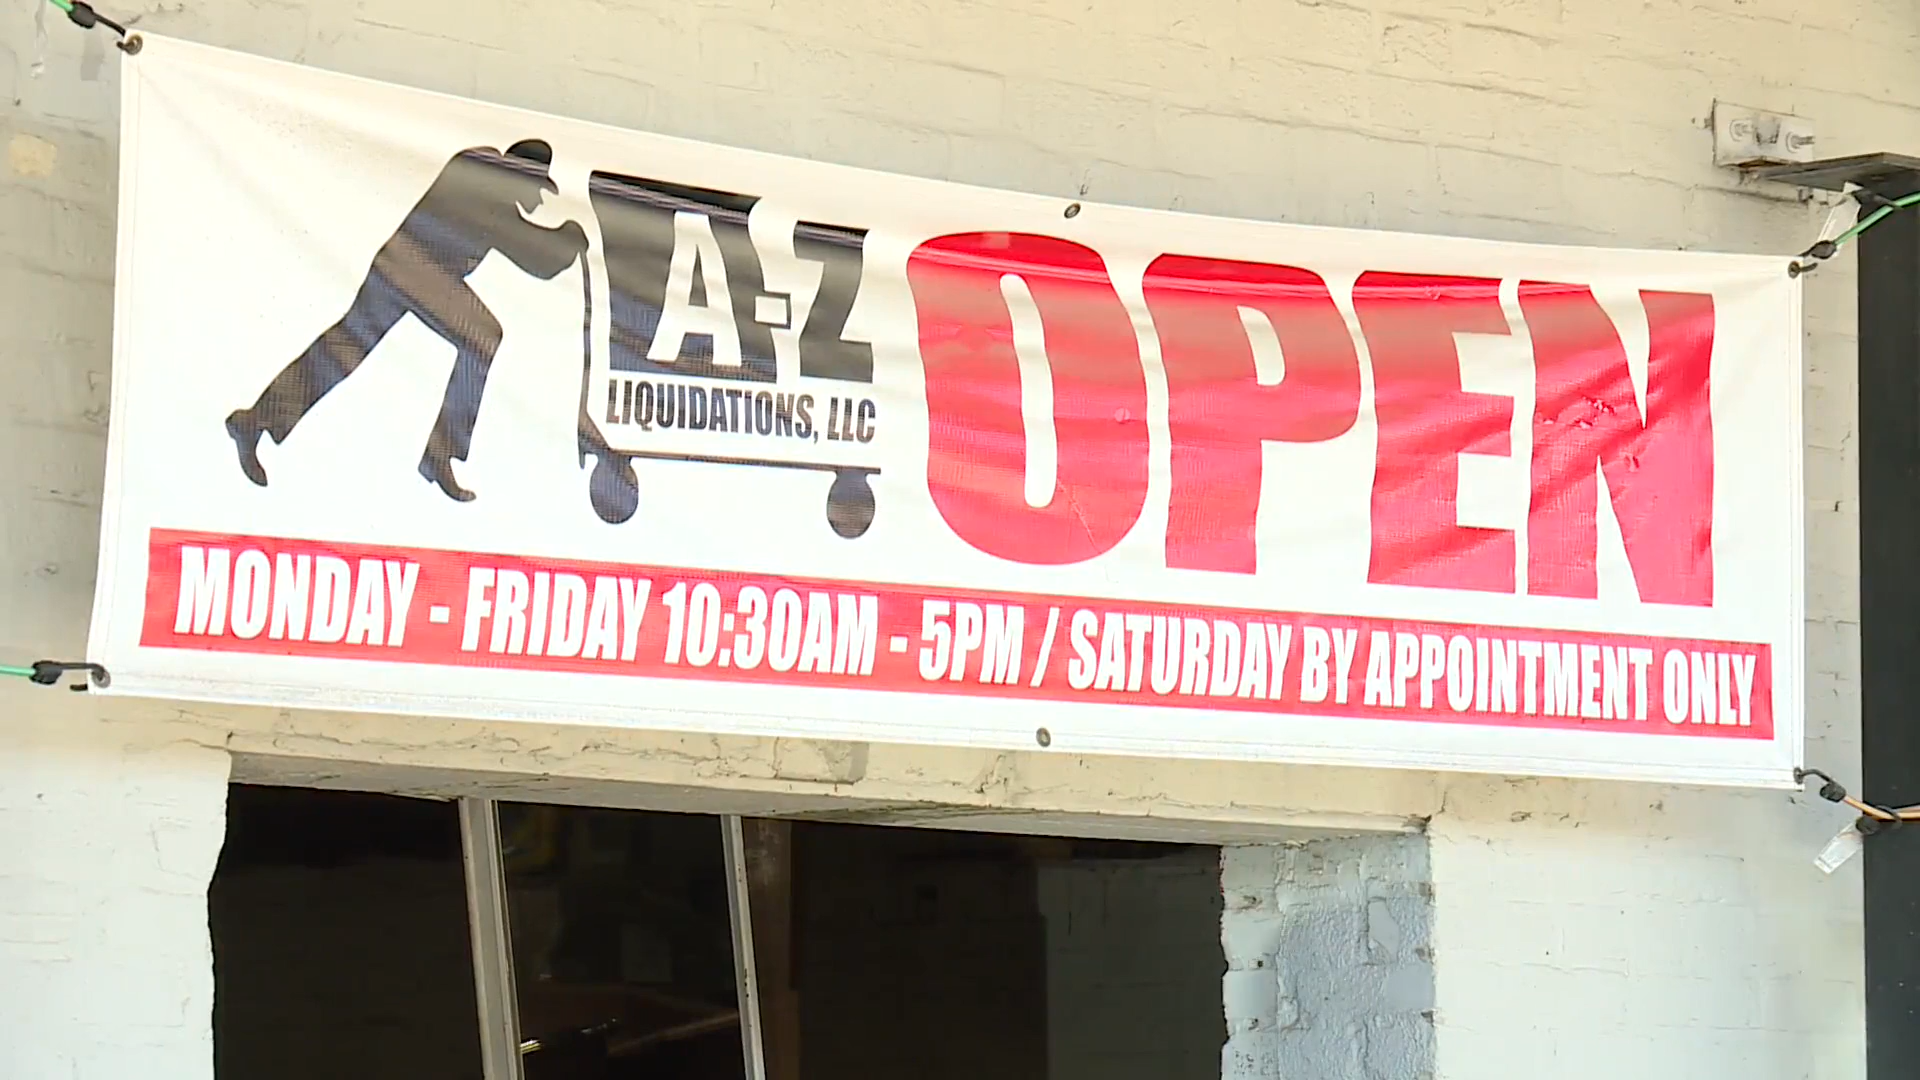 A-Z
LIQUIDATIONS, LLC
OPEN
MONDAY - FRIDAY 10:30AM - 5PM / SATURDAY BY APPOINTMENT ONLY